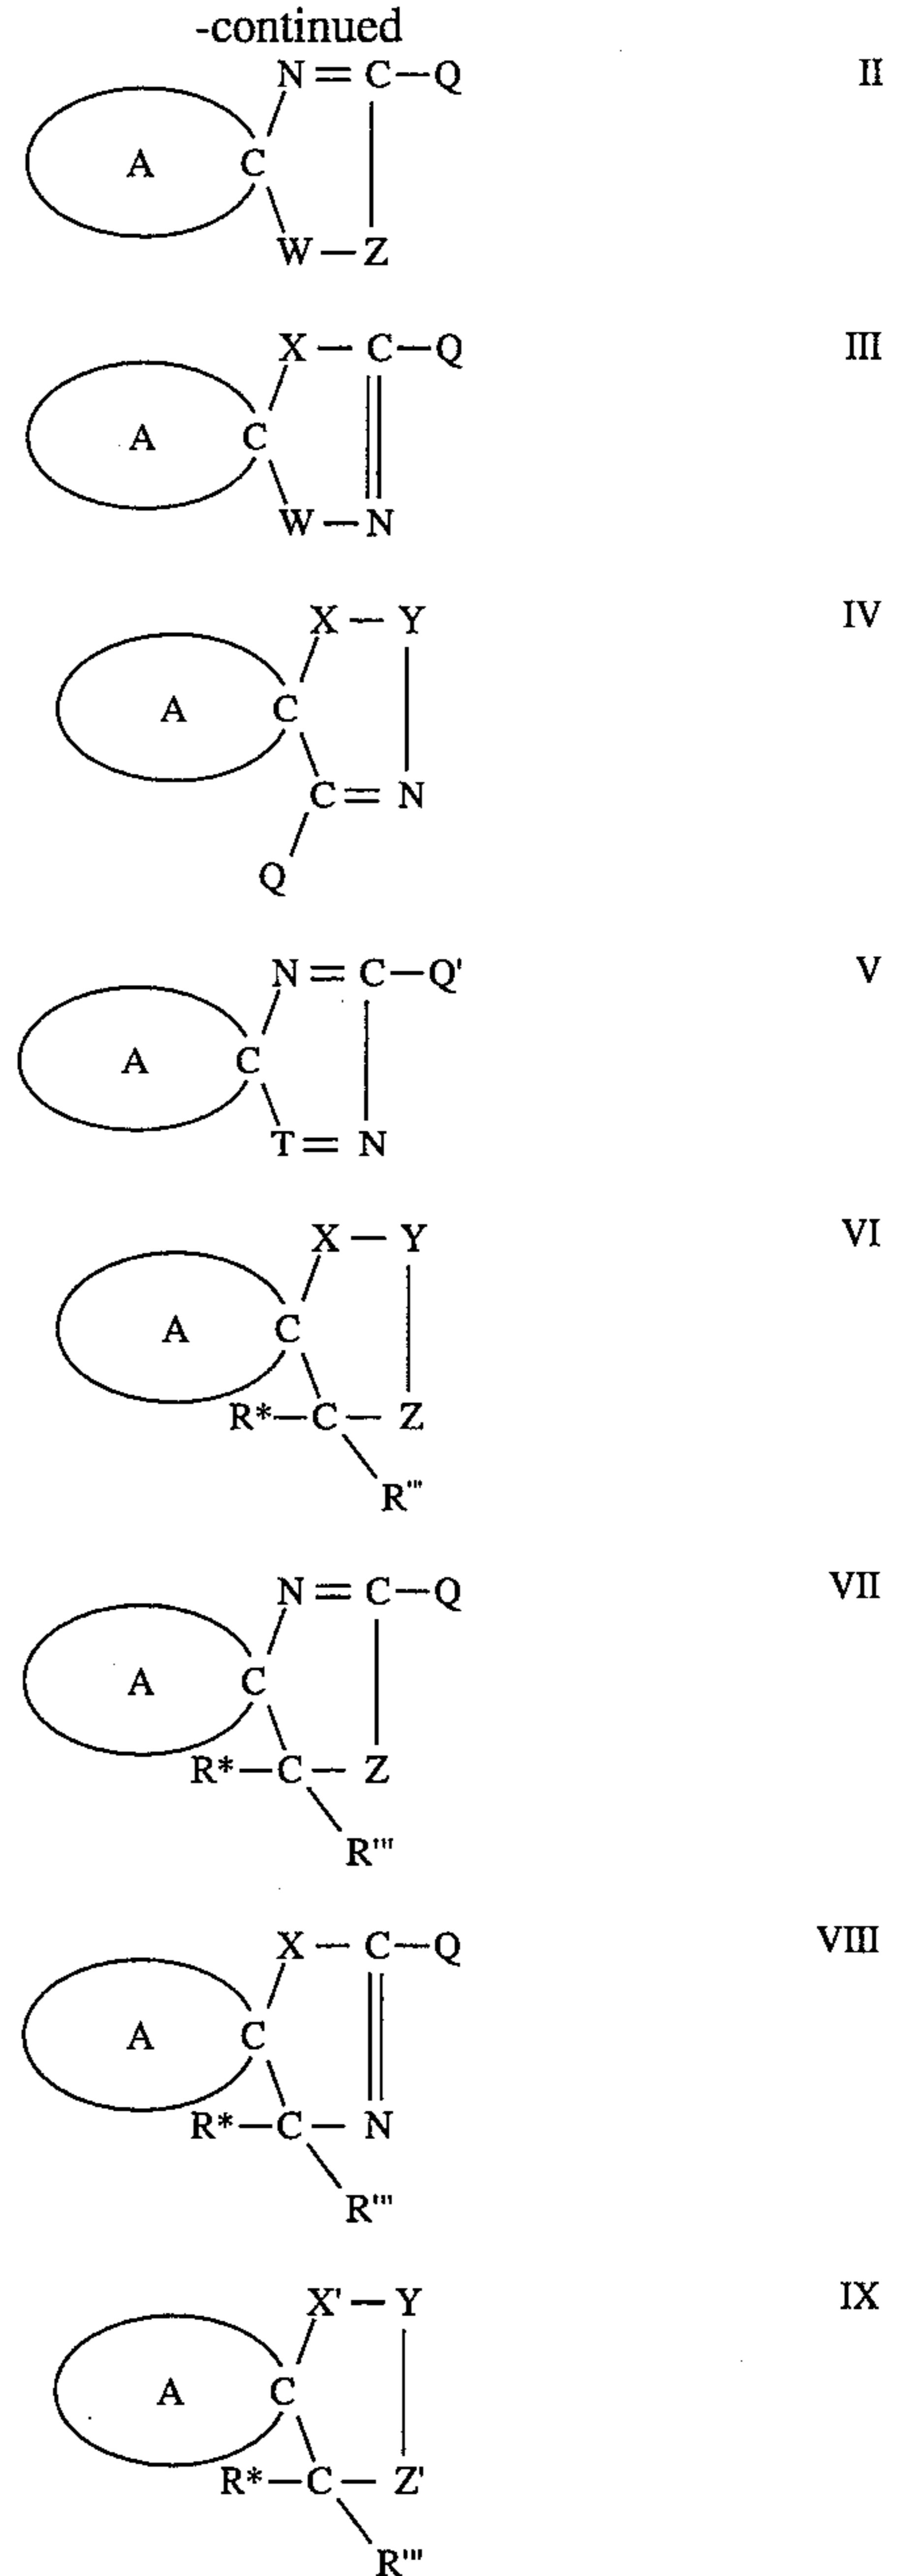 -continued
N = C — Q II
A C
W — Z
X — C — Q III
A C
W — N
X — Y IV
A C
C = N
Q
N = C — Q' V
A C
T = N
X — Y VI
A C
R* — C — Z
R'''
N = C — Q VII
A C
R* — C — Z
R'''
X — C — Q VIII
A C
R* — C — N
R'''
X' — Y IX
A C
R* — C — Z'
R'''